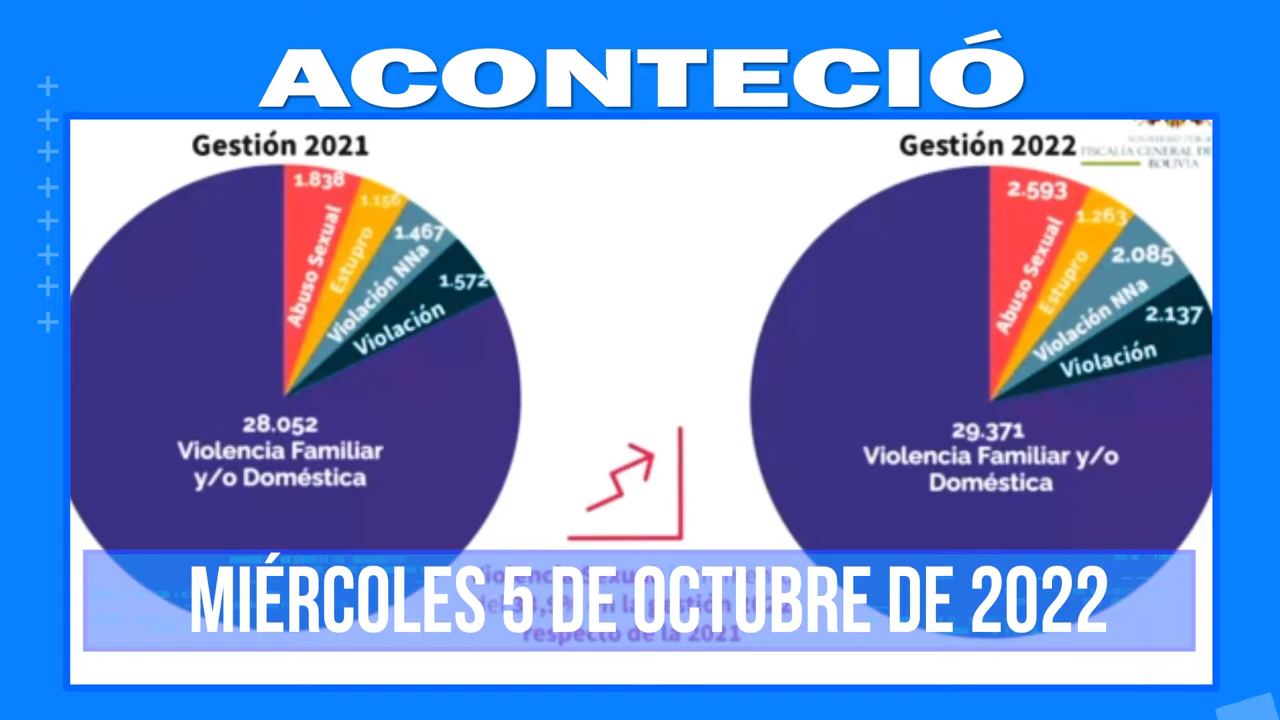 ACONTECIÓ
Gestión 2021
1.838
Abuso Sexual
1.156
Estupro
1.467
Violación NNa
1.572
Violación
28.052
Violencia Familiar
y/o Doméstica
Gestión 2022
FISCALÍA GENERAL DE
BOLIVIA
2.593
Abuso Sexual
1.263
Estupro
2.085
Violación NNa
2.137
Violación
29.371
Violencia Familiar y/o
Doméstica
MIÉRCOLES 5 DE OCTUBRE DE 2022
respecto de la 2021